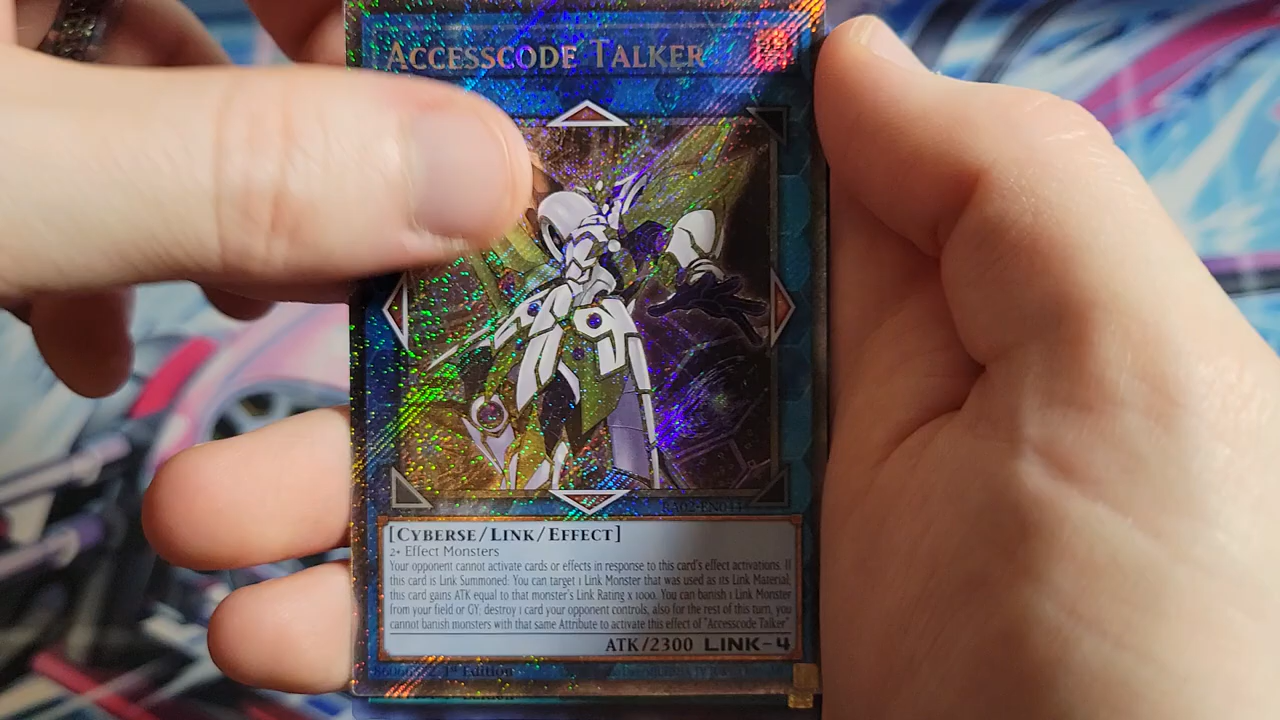 ACCESSCODE TALKER
RA02-EN044
[CYBERSE/LINK/EFFECT]
2+ Effect Monsters
Your opponent cannot activate cards or effects in response to this card's effect activations. If
this card is Link Summoned: You can target 1 Link Monster that was used as its Link Material;
this card gains ATK equal to that monster's Link Rating x 1000. You can banish 1 Link Monster
from your field or GY; destroy 1 card your opponent controls, also for the rest of this turn, you
cannot banish monsters with that same Attribute to activate this effect of "Accesscode Talker"
ATK/2300 LINK-4
1st Edition